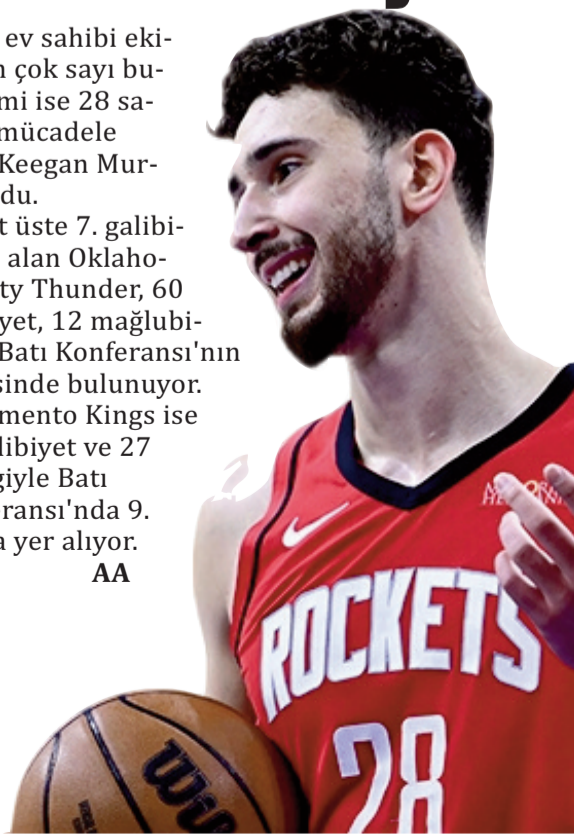 ev sahibi eki-
çok sayı bu-
mi ise 28 sa-
mücadele
Keegan Mur-
du.
t üste 7. galibi-
alan Oklaho-
ty Thunder, 60
yet, 12 mağlubi-
Batı Konferansı'nın
sinde bulunuyor.
mento Kings ise
libiyet ve 27
giyle Batı
ransı'nda 9.
a yer alıyor.
AA
ROCKETS
28